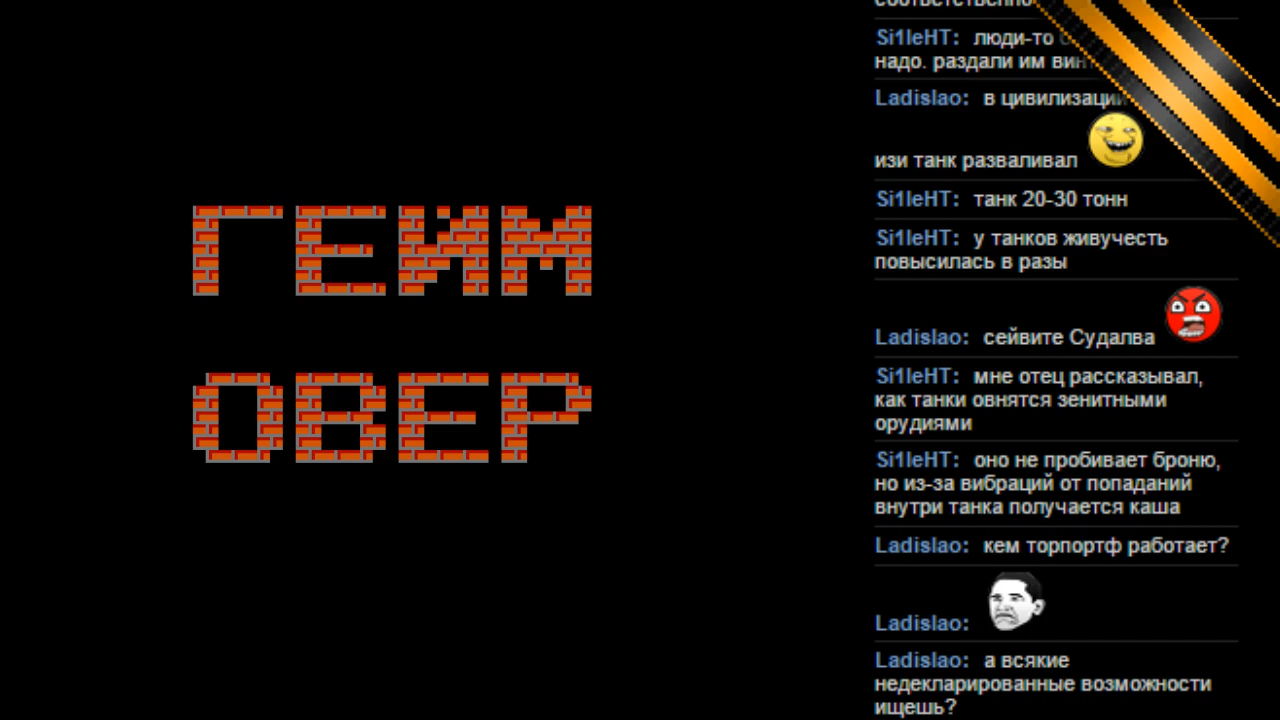 ГЕЙМ
ОВЕР
соответственно
Si1leHT: люди-то
надо. раздали им
Ladislao: в цивилизации
изи танк разваливал
Si1leHT: танк 20-30 тонн
Si1leHT: у танков живучесть
повысилась в разы
Ladislao: сейвите Судалва
Si1leHT: мне отец рассказывал,
как танки овнятся зенитными
орудиями
Si1leHT: оно не пробивает броню,
но из-за вибраций от попаданий
внутри танка получается каша
Ladislao: кем торпортф работает?
Ladislao:
Ladislao: а всякие
недекларированные возможности
ищешь?